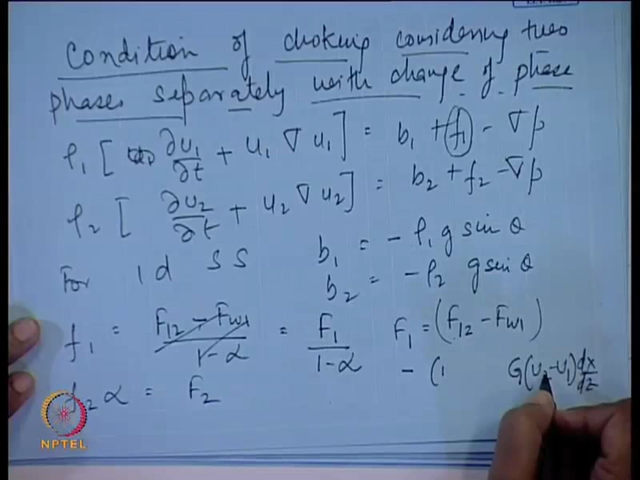 Condition of choking considering two
phases separately with change of phase
ρ₁ [ ∂u₁/∂t + u₁ ∇ u₁ ] = b₁ + f₁ - ∇p
ρ₂ [ ∂u₂/∂t + u₂ ∇ u₂ ] = b₂ + f₂ - ∇p
For 1d SS b₁ = - ρ₁ g sin θ
b₂ = - ρ₂ g sin θ
f₁ = F₁₂ - Fw₁ / 1-α = F₁ / 1-α F₁ = (F₁₂ - Fw₁)
- (1 G(u₂-u₁) dx/dz
f₂ α = F₂
NPTEL